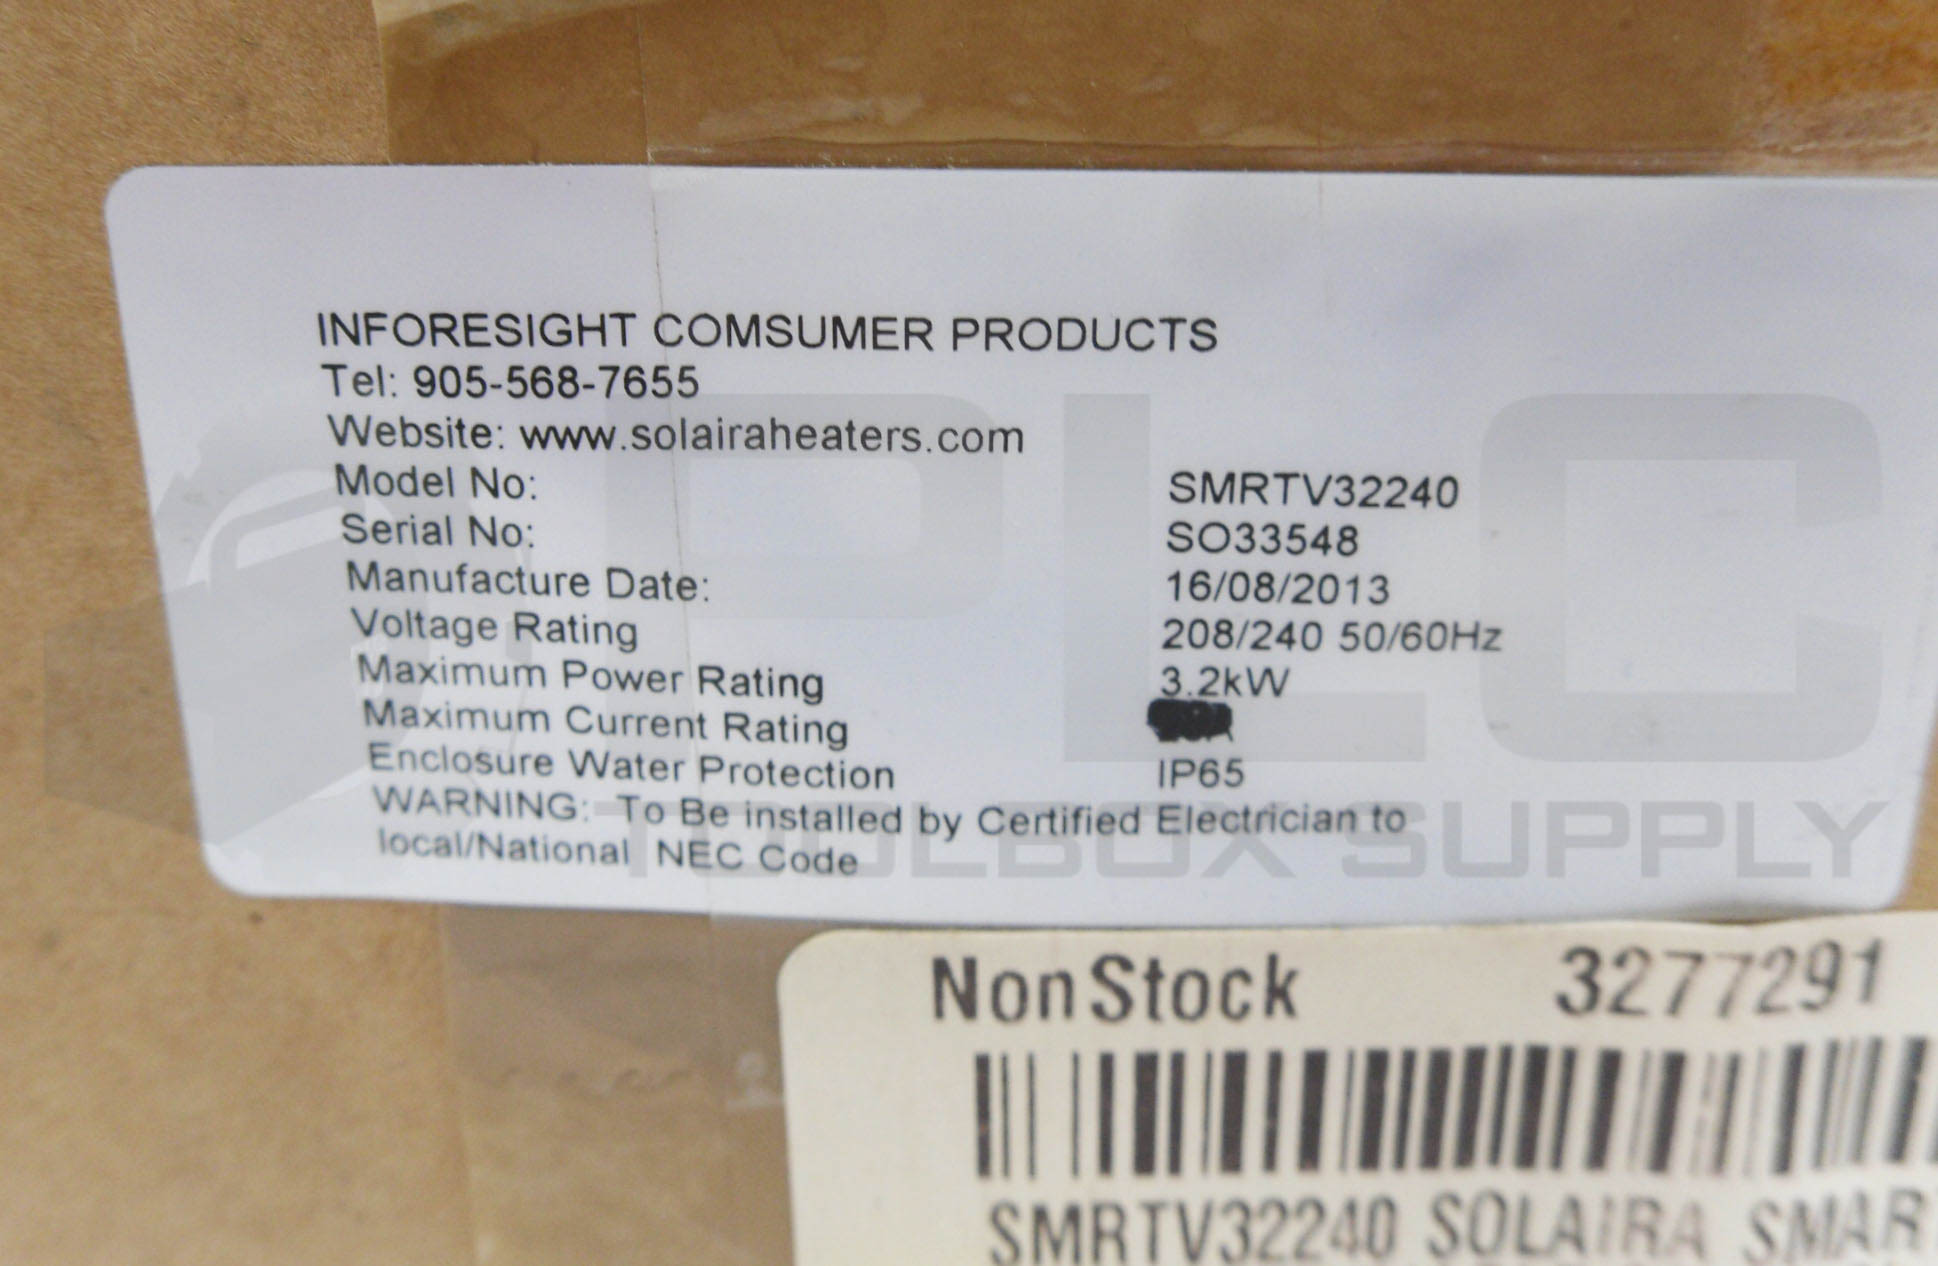 INFORESIGHT COMSUMER PRODUCTS
Tel: 905-568-7655
Website: www.solairaheaters.com
Model No: SMRTV32240
Serial No: SO33548
Manufacture Date: 16/08/2013
Voltage Rating 208/240 50/60Hz
Maximum Power Rating 3.2kW
Maximum Current Rating
Enclosure Water Protection IP65
WARNING: To Be installed by Certified Electrician to
local/National NEC Code
PLC
TOOLBOX SUPPLY
NonStock 3277291
SMRTV32240 SOLAIRA SMAR